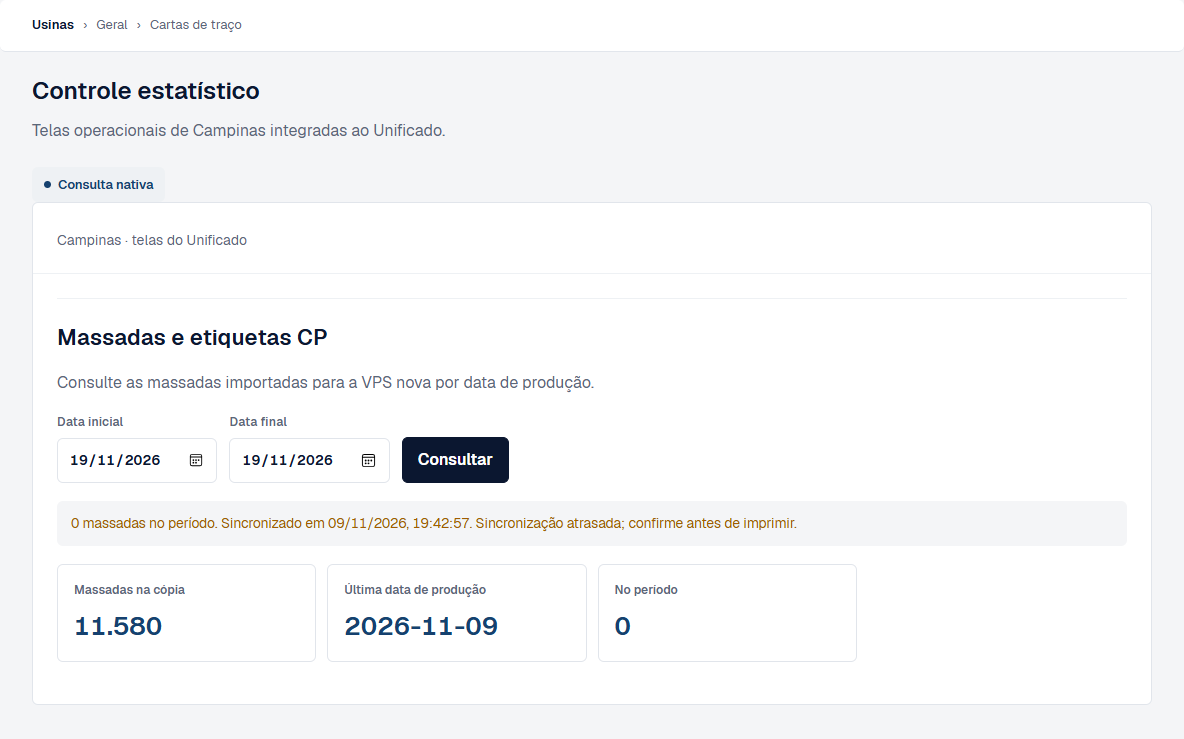 Usinas › Geral › Cartas de traço
Controle estatístico
Telas operacionais de Campinas integradas ao Unificado.
Consulta nativa
Campinas · telas do Unificado
Massadas e etiquetas CP
Consulte as massadas importadas para a VPS nova por data de produção.
Data inicial Data final
19/11/2026 19/11/2026 Consultar
0 massadas no período. Sincronizado em 09/11/2026, 19:42:57. Sincronização atrasada; confirme antes de imprimir.
Massadas na cópia Última data de produção No período
11.580 2026-11-09 0